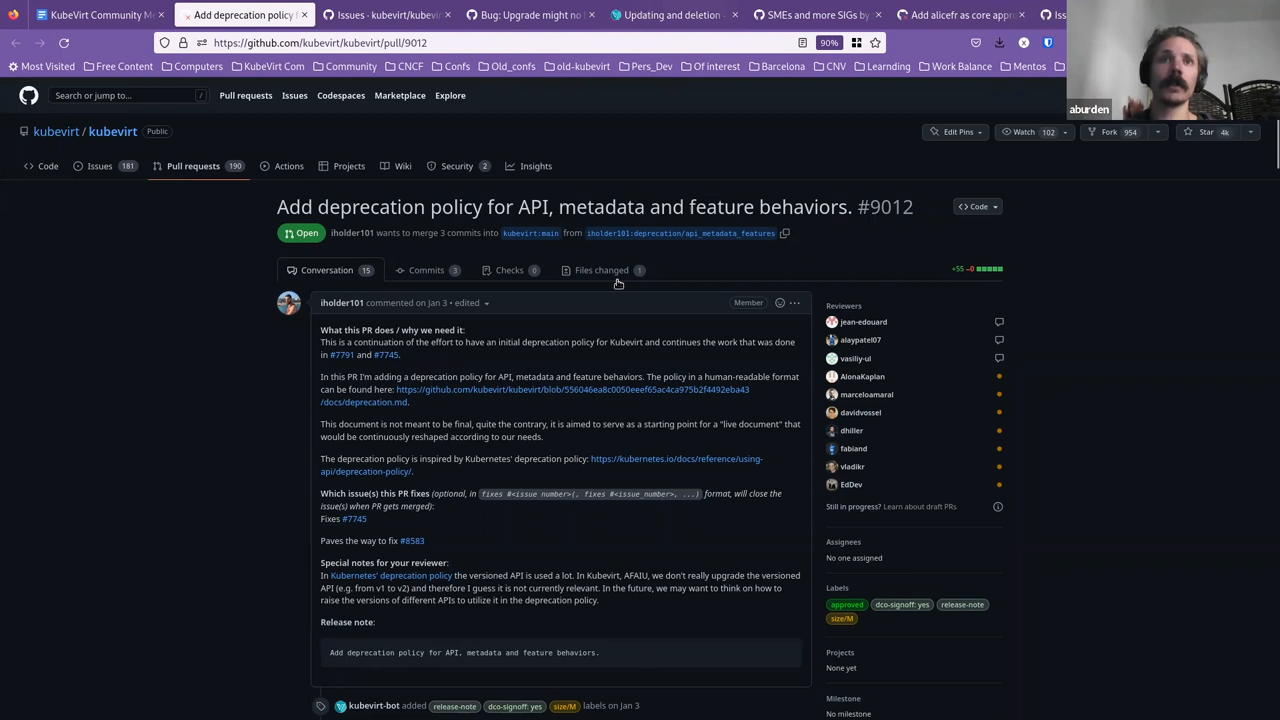 KubeVirt Community M
Add deprecation policy f
Issues · kubevirt/kubevi
Bug: Upgrade might no
Updating and deletion
SMEs and more SIGs by
Add alicefr as core appr
Iss
https://github.com/kubevirt/kubevirt/pull/9012
90%
Most Visited
Free Content
Computers
KubeVirt Com
Community
CNCF
Confs
Old_confs
old-kubevirt
Pers_Dev
Of interest
Barcelona
CNV
Learnding
Work Balance
Mentos
aburden
Search or jump to...
/
Pull requests
Issues
Codespaces
Marketplace
Explore
kubevirt / kubevirt
Public
Edit Pins
Watch 102
Fork 954
Star 4k
Code
Issues 181
Pull requests 190
Actions
Projects
Wiki
Security 2
Insights
Add deprecation policy for API, metadata and feature behaviors. #9012
<> Code
Open
iholder101 wants to merge 3 commits into kubevirt:main from iholder101:deprecation/api_metadata_features
Conversation 15
Commits 3
Checks 0
Files changed 1
+55 −0
iholder101 commented on Jan 3 • edited
Member
What this PR does / why we need it:
This is a continuation of the effort to have an initial deprecation policy for Kubevirt and continues the work that was done
in #7791 and #7745.
In this PR I'm adding a deprecation policy for API, metadata and feature behaviors. The policy in a human-readable format
can be found here: https://github.com/kubevirt/kubevirt/blob/556046ea8c0050eeef65ac4ca975b2f4492eba43
/docs/deprecation.md.
This document is not meant to be final, quite the contrary, it is aimed to serve as a starting point for a "live document" that
would be continuously reshaped according to our needs.
The deprecation policy is inspired by Kubernetes' deprecation policy: https://kubernetes.io/docs/reference/using-
api/deprecation-policy/.
Which issue(s) this PR fixes (optional, in fixes #<issue number>(, fixes #<issue_number>, ...) format, will close the
issue(s) when PR gets merged):
Fixes #7745
Paves the way to fix #8583
Special notes for your reviewer:
In Kubernetes' deprecation policy the versioned API is used a lot. In Kubevirt, AFAIU, we don't really upgrade the versioned
API (e.g. from v1 to v2) and therefore I guess it is not currently relevant. In the future, we may want to think on how to
raise the versions of different APIs to utilize it in the deprecation policy.
Release note:
Add deprecation policy for API, metadata and feature behaviors.
kubevirt-bot added release-note dco-signoff: yes size/M labels on Jan 3
Reviewers
jean-edouard
alaypatel07
vasiliy-ul
AlonaKaplan
marceloamaral
davidvossel
dhiller
fabiand
vladikr
EdDev
Still in progress? Learn about draft PRs
Assignees
No one assigned
Labels
approved
dco-signoff: yes
release-note
size/M
Projects
None yet
Milestone
No milestone